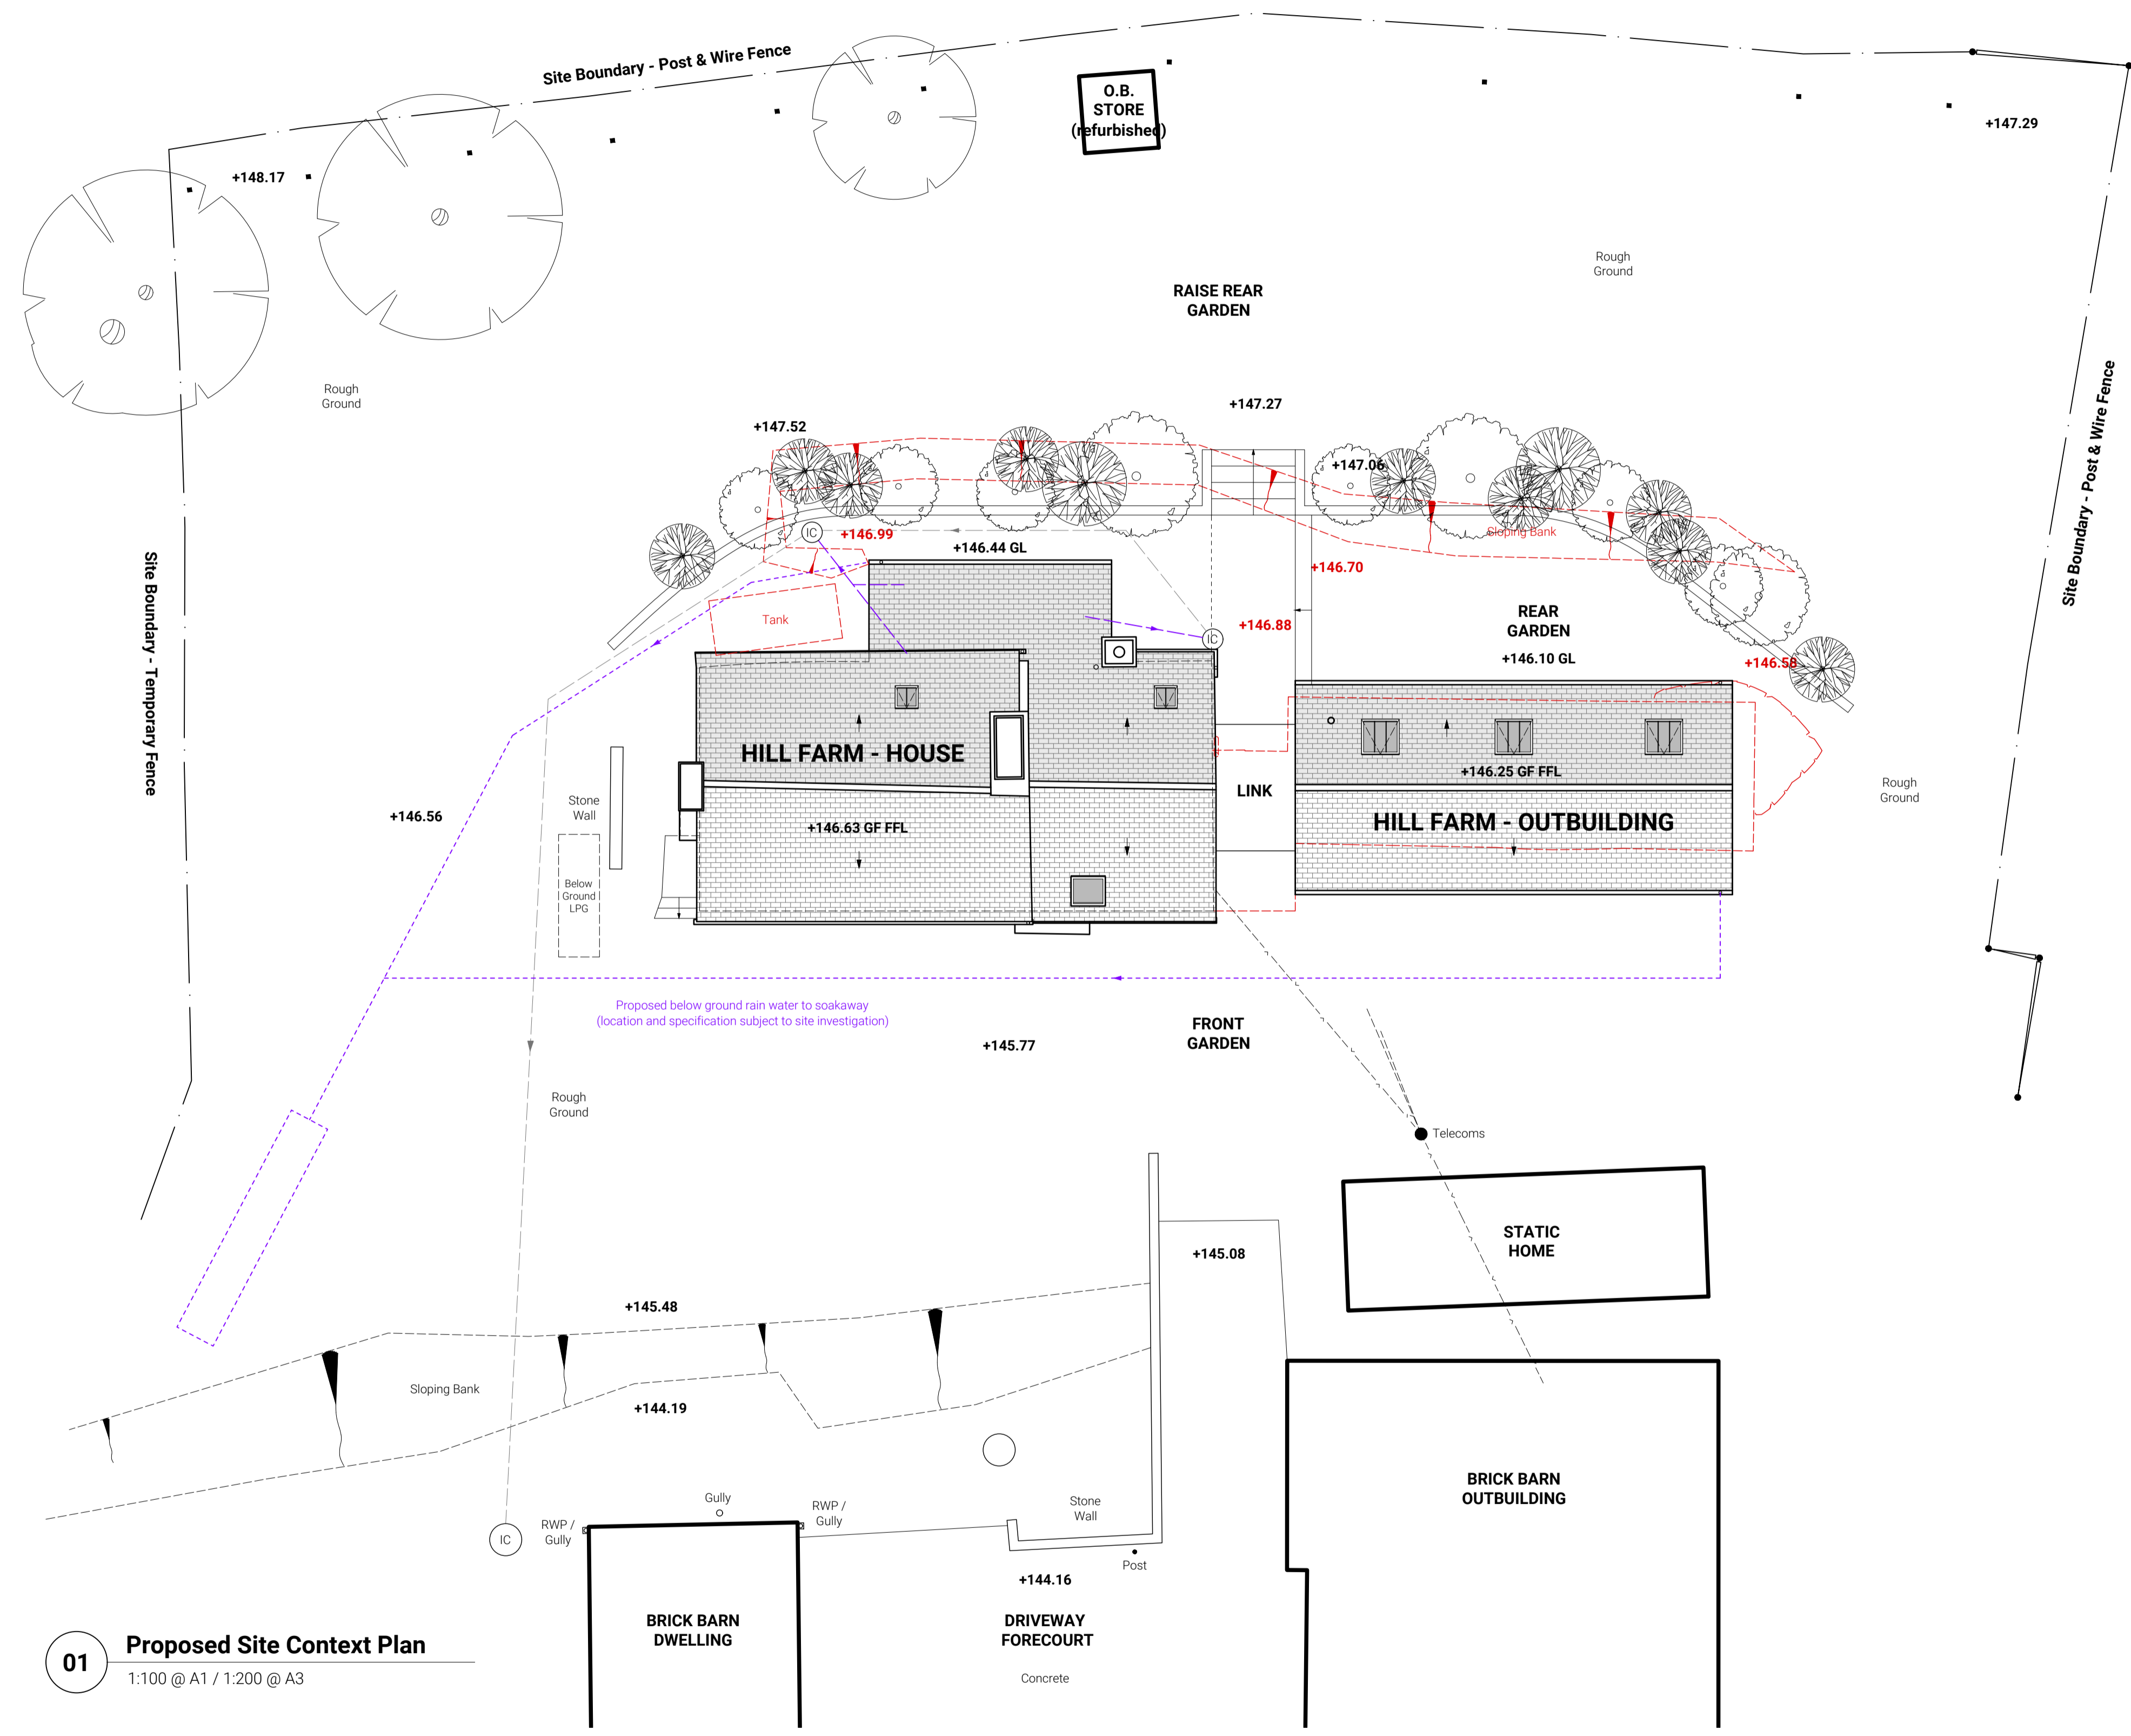 Site Boundary - Post & Wire Fence
O.B.
STORE
(refurbished)
+147.29
+148.17
Rough
Ground
RAISE REAR
GARDEN
Rough
Ground
+147.27
+147.52
Site Boundary - Post & Wire Fence
+147.06
IC
+146.99
+146.44 GL
Sloping Bank
+146.70
Site Boundary - Temporary Fence
Tank
+146.88
IC
REAR
GARDEN
+146.10 GL
+146.58
HILL FARM - HOUSE
+146.25 GF FFL
LINK
Rough
Ground
Stone
Wall
+146.56
+146.63 GF FFL
HILL FARM - OUTBUILDING
Below
Ground
LPG
Proposed below ground rain water to soakaway
(location and specification subject to site investigation)
FRONT
GARDEN
+145.77
Rough
Ground
Telecoms
STATIC
HOME
+145.08
+145.48
Sloping Bank
+144.19
BRICK BARN
OUTBUILDING
Gully
RWP /
Gully
Stone
Wall
IC
RWP /
Gully
Post
+144.16
BRICK BARN
DWELLING
DRIVEWAY
FORECOURT
Concrete
01
Proposed Site Context Plan
1:100 @ A1 / 1:200 @ A3